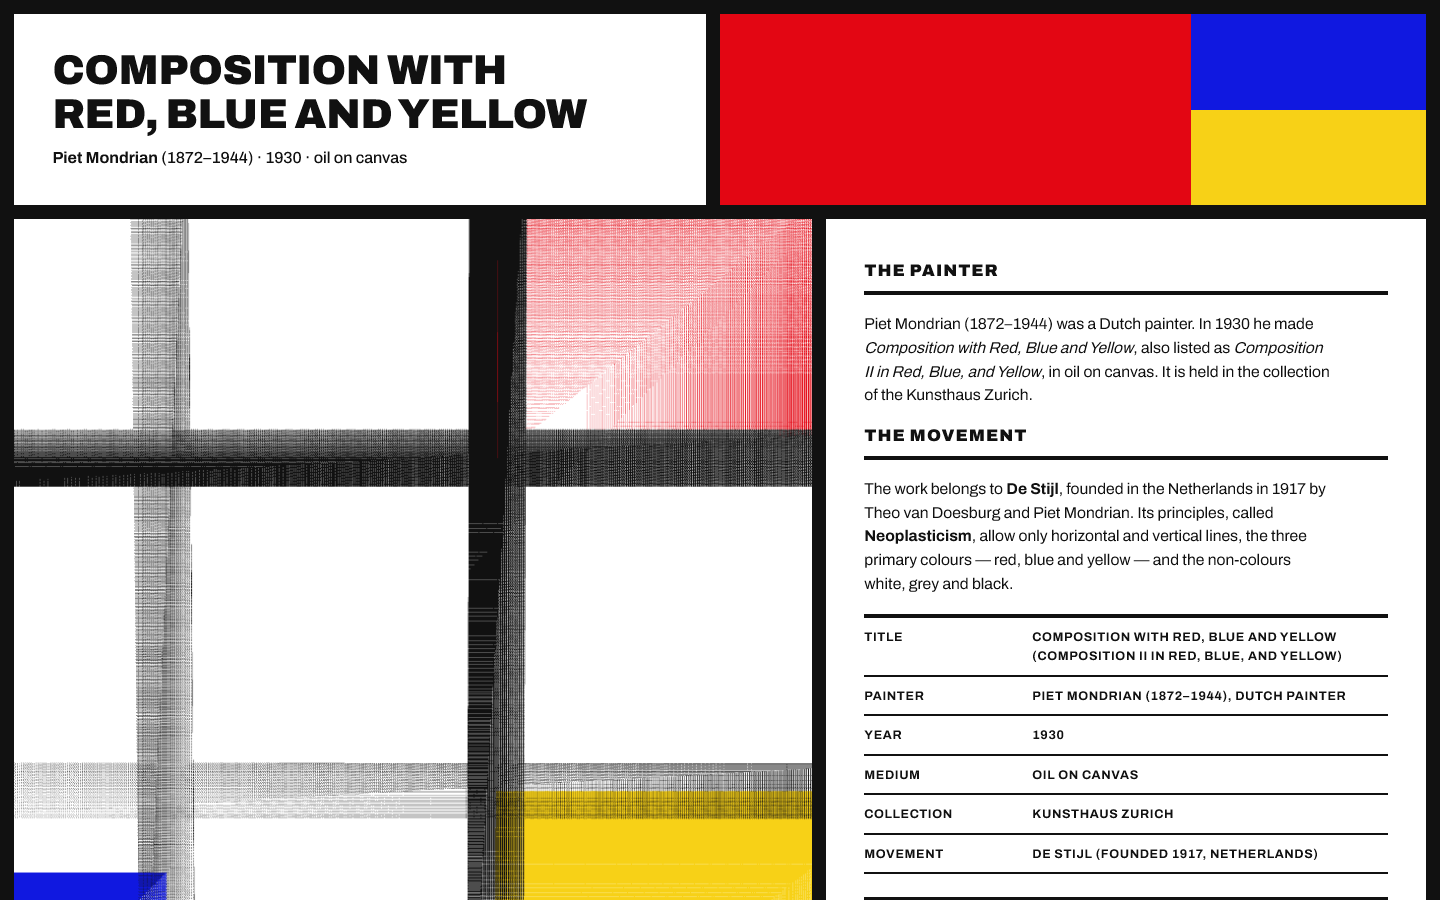 COMPOSITION WITH
RED, BLUE AND YELLOW
Piet Mondrian (1872–1944) · 1930 · oil on canvas
THE PAINTER
Piet Mondrian (1872–1944) was a Dutch painter. In 1930 he made
Composition with Red, Blue and Yellow, also listed as Composition
II in Red, Blue, and Yellow, in oil on canvas. It is held in the collection
of the Kunsthaus Zurich.
THE MOVEMENT
The work belongs to De Stijl, founded in the Netherlands in 1917 by
Theo van Doesburg and Piet Mondrian. Its principles, called
Neoplasticism, allow only horizontal and vertical lines, the three
primary colours — red, blue and yellow — and the non-colours
white, grey and black.
TITLE COMPOSITION WITH RED, BLUE AND YELLOW
(COMPOSITION II IN RED, BLUE, AND YELLOW)
PAINTER PIET MONDRIAN (1872–1944), DUTCH PAINTER
YEAR 1930
MEDIUM OIL ON CANVAS
COLLECTION KUNSTHAUS ZURICH
MOVEMENT DE STIJL (FOUNDED 1917, NETHERLANDS)